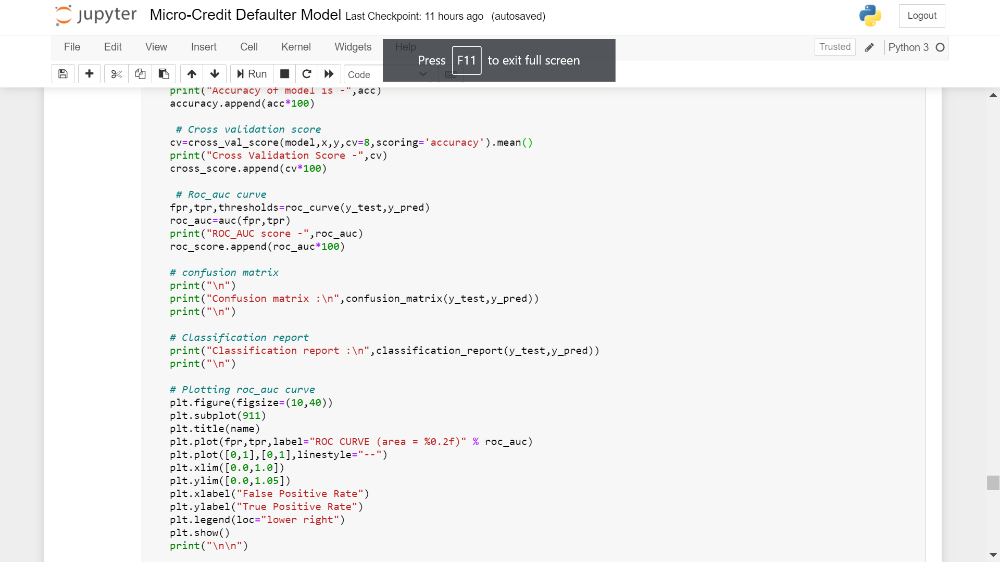 jupyter Micro-Credit Defaulter Model Last Checkpoint: 11 hours ago (autosaved) Logout
File Edit View Insert Cell Kernel Widgets Help Trusted Python 3
Press F11 to exit full screen
Run Code
print("Accuracy of model is -",acc)
accuracy.append(acc*100)
# Cross validation score
cv=cross_val_score(model,x,y,cv=8,scoring='accuracy').mean()
print("Cross Validation Score -",cv)
cross_score.append(cv*100)
# Roc_auc curve
fpr,tpr,thresholds=roc_curve(y_test,y_pred)
roc_auc=auc(fpr,tpr)
print("ROC_AUC score -",roc_auc)
roc_score.append(roc_auc*100)
# confusion matrix
print("\n")
print("Confusion matrix :\n",confusion_matrix(y_test,y_pred))
print("\n")
# Classification report
print("Classification report :\n",classification_report(y_test,y_pred))
print("\n")
# Plotting roc_auc curve
plt.figure(figsize=(10,40))
plt.subplot(911)
plt.title(name)
plt.plot(fpr,tpr,label="ROC CURVE (area = %0.2f)" % roc_auc)
plt.plot([0,1],[0,1],linestyle="--")
plt.xlim([0.0,1.0])
plt.ylim([0.0,1.05])
plt.xlabel("False Positive Rate")
plt.ylabel("True Positive Rate")
plt.legend(loc="lower right")
plt.show()
print("\n\n")